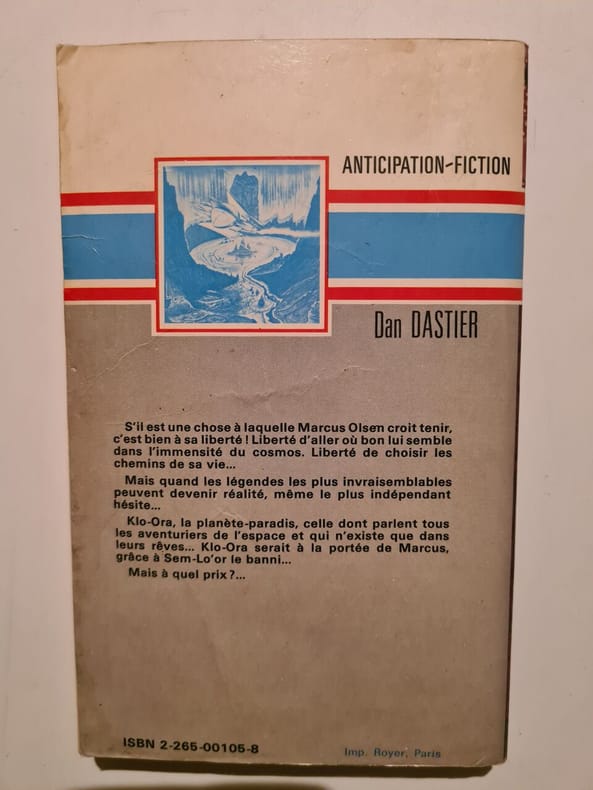 ANTICIPATION-FICTION
Dan DASTIER
S'il est une chose à laquelle Marcus Olsen croit tenir,
c'est bien à sa liberté ! Liberté d'aller où bon lui semble
dans l'immensité du cosmos. Liberté de choisir les
chemins de sa vie...
Mais quand les légendes les plus invraisemblables
peuvent devenir réalité, même le plus indépendant
hésite...
Klo-Ora, la planète-paradis, celle dont parlent tous
les aventuriers de l'espace et qui n'existe que dans
leurs rêves... Klo-Ora serait à la portée de Marcus,
grâce à Sem-Lo'or le banni...
Mais à quel prix ?...
ISBN 2-265-00105-8
Imp. Royer, Paris